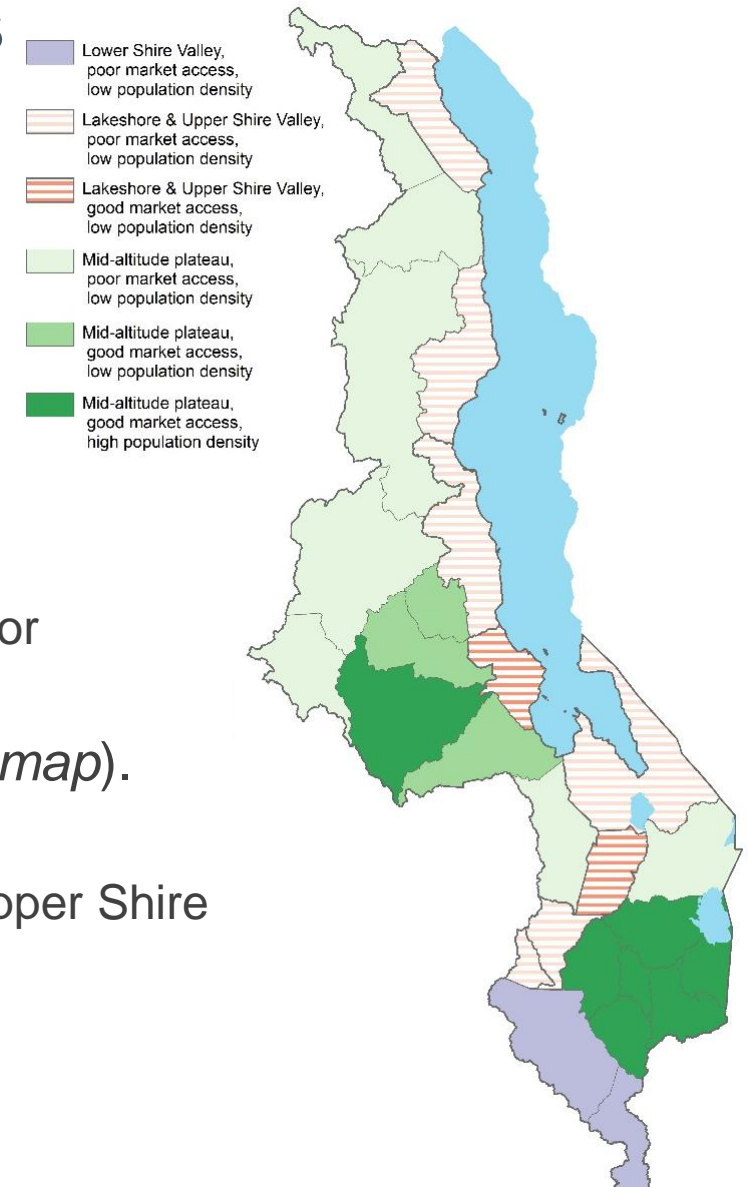 s
Lower Shire Valley,
poor market access,
low population density
Lakeshore & Upper Shire Valley,
poor market access,
low population density
Lakeshore & Upper Shire Valley,
good market access,
low population density
Mid-altitude plateau,
poor market access,
low population density
Mid-altitude plateau,
good market access,
low population density
Mid-altitude plateau,
good market access,
high population density
or
map).
pper Shire